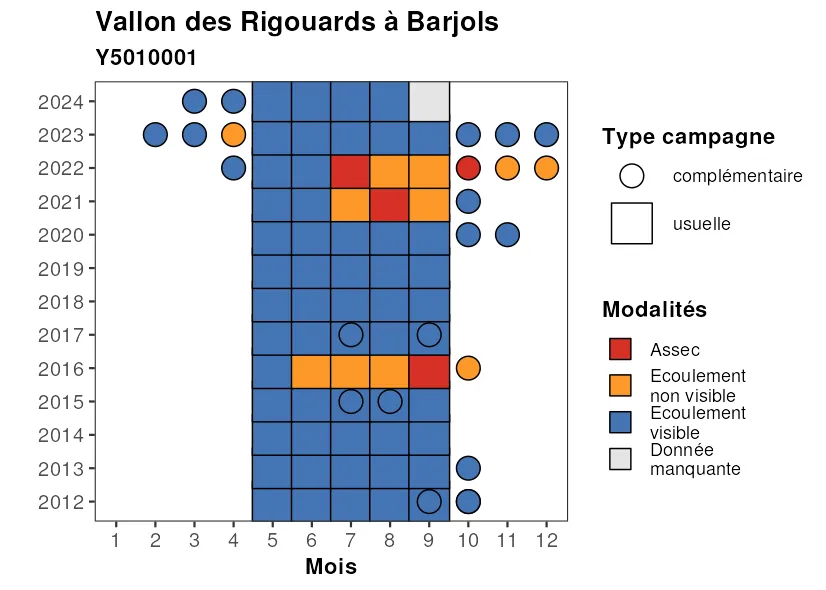 Vallon des Rigouards à Barjols
Y5010001
2024
2023
2022
2021
2020
2019
2018
2017
2016
2015
2014
2013
2012
1 2 3 4 5 6 7 8 9 10 11 12
Mois
Type campagne
complémentaire
usuelle
Modalités
Assec
Ecoulement
non visible
Ecoulement
visible
Donnée
manquante